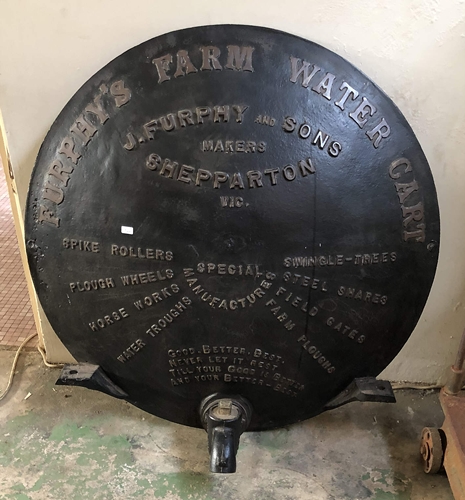 FURPHY'S FARM WATER CART
J. FURPHY AND SONS
MAKERS
SHEPPARTON
VIC.
SPIKE ROLLERS
PLOUGH WHEELS
HORSE WORKS
WATER TROUGHS
SPECIAL
MANUFACTURES
SWINGLE-TREES
STEEL SHARES
FIELD GATES
FARM PLOUGHS
GOOD. BETTER. BEST.
NEVER LET IT REST
TILL YOUR GOOD IS BETTER
AND YOUR BETTER - BEST